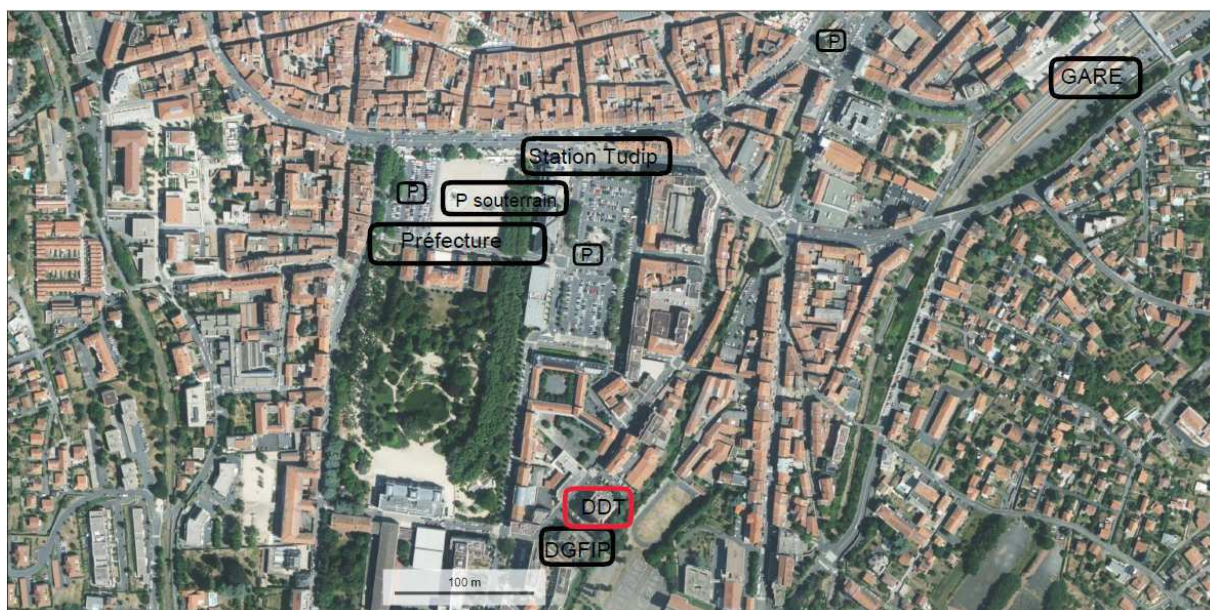 P
GARE
Station Tudip
P
P souterrain
Préfecture
P
DDT
DGFIP
100 m